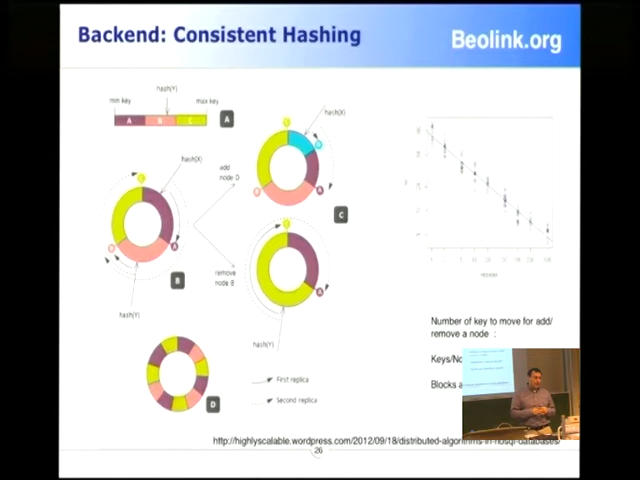 Backend: Consistent Hashing
Beolink.org
hash(Y)
min key
max key
A B C
A
hash(X)
C
D
add
node D
B
A
C
hash(X)
C
B
A
B
hash(Y)
remove
node B
C
A
hash(Y)
D
First replica
Second replica
Number of key to move for add/
remove a node :
Keys/No
Blocks a
http://highlyscalable.wordpress.com/2012/09/18/distributed-algorithms-in-nosql-databases/
26